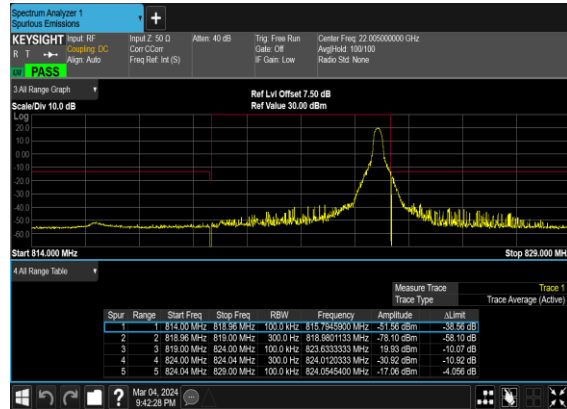 Spectrum Analyzer 1
Spurious Emissions
KEYSIGHT Input: RF Input Z: 50 Ω Atten: 40 dB Trig: Free Run Center Freq: 22.005000000 GHz
R T Coupling: DC Corr CCorr Gate: Off Avg|Hold: 100/100
Align: Auto Freq Ref: Int (S) IF Gain: Low Radio Std: None
PASS
3 All Range Graph
Ref Lvl Offset 7.50 dB
Scale/Div 10.0 dB Ref Value 30.00 dBm
Log
20.0
10.0
0.00
-10.0
-20.0
-30.0
-40.0
-50.0
-60.0
Start 814.000 MHz Stop 829.000 MH
4 All Range Table
Measure Trace Trace 1
Trace Type Trace Average (Active)
Spur Range Start Freq Stop Freq RBW Frequency Amplitude ΔLimit
1 1 814.00 MHz 818.96 MHz 100.0 kHz 815.7945900 MHz -51.56 dBm -38.56 dB
2 2 818.96 MHz 819.00 MHz 300.0 Hz 818.9801133 MHz -78.10 dBm -58.10 dB
3 3 819.00 MHz 824.00 MHz 100.0 kHz 823.6333333 MHz 19.93 dBm -10.07 dB
4 4 824.00 MHz 824.04 MHz 300.0 Hz 824.0120333 MHz -30.92 dBm -10.92 dB
5 5 824.04 MHz 829.00 MHz 100.0 kHz 824.0545400 MHz -17.06 dBm -4.056 dB
Mar 04, 2024
9:42:28 PM